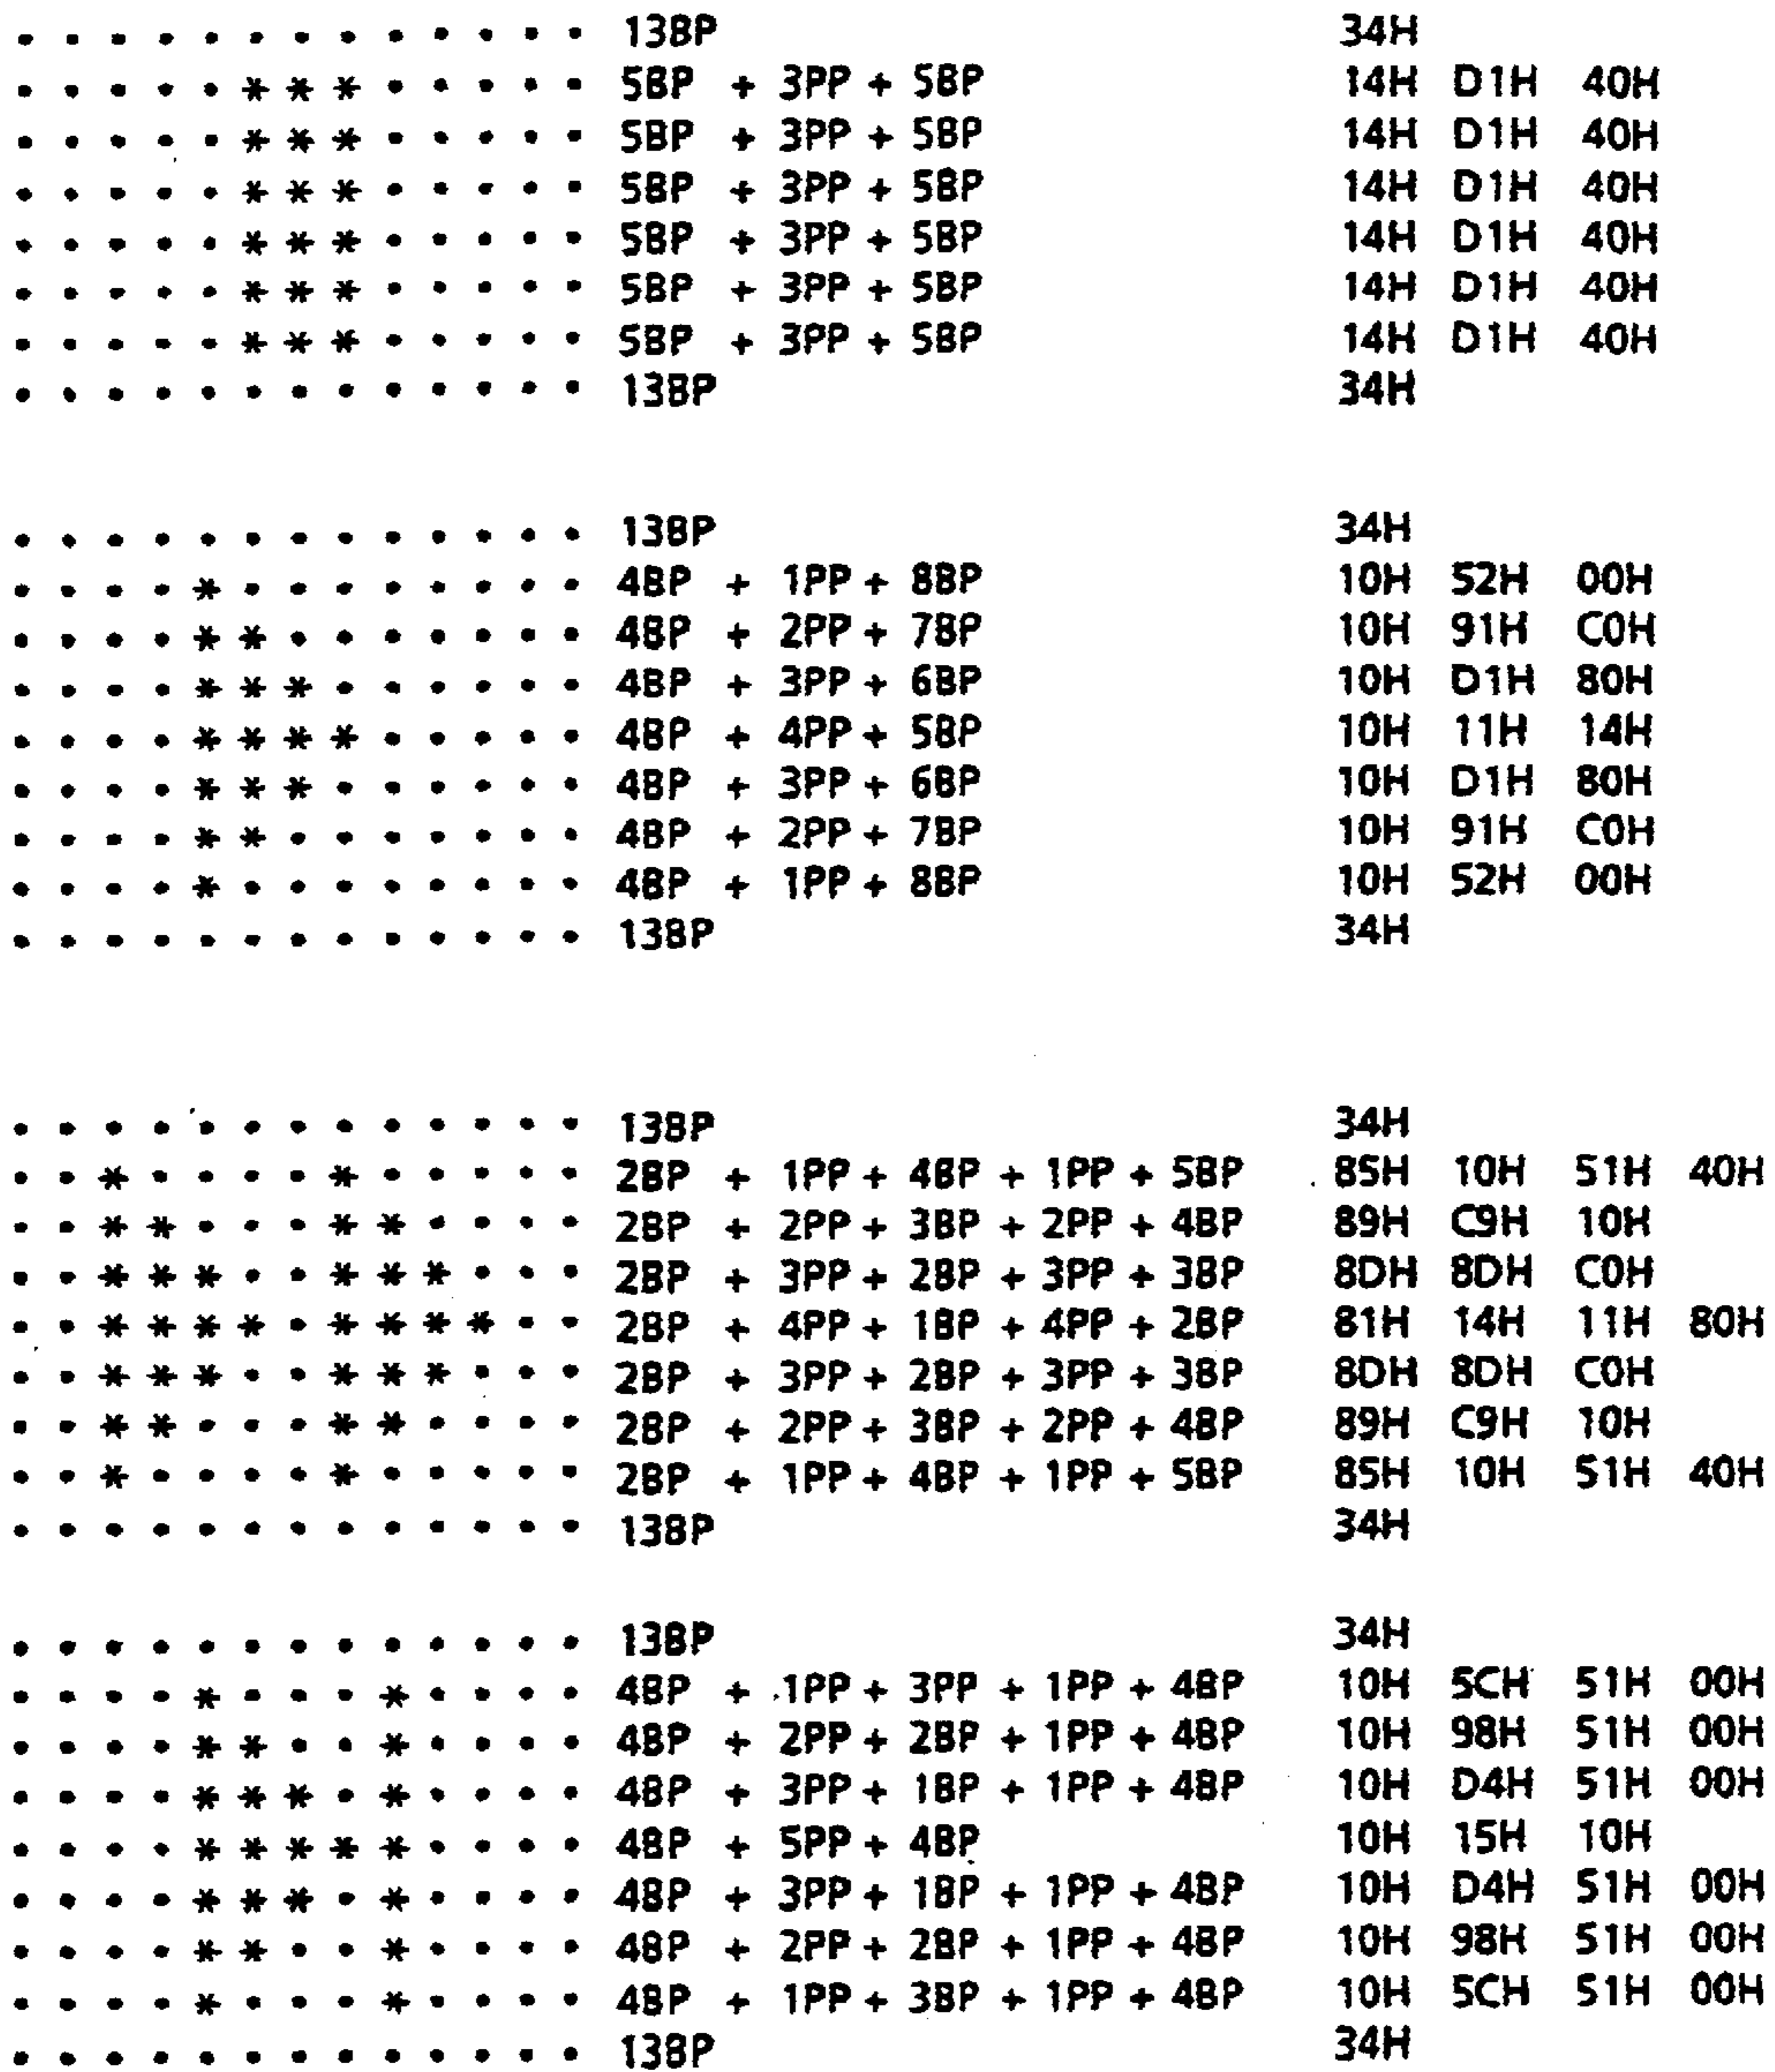 . . . . . . . . . . . . . 13BP 34H
. . . . . * * * . . . . . 5BP + 3PP + 5BP 14H D1H 40H
. . . . . * * * . . . . . 5BP + 3PP + 5BP 14H D1H 40H
. . . . . * * * . . . . . 5BP + 3PP + 5BP 14H D1H 40H
. . . . . * * * . . . . . 5BP + 3PP + 5BP 14H D1H 40H
. . . . . * * * . . . . . 5BP + 3PP + 5BP 14H D1H 40H
. . . . . * * * . . . . . 5BP + 3PP + 5BP 14H D1H 40H
. . . . . . . . . . . . . 13BP 34H
. . . . . . . . . . . . . 13BP 34H
. . . . * . . . . . . . . 4BP + 1PP + 8BP 10H 52H 00H
. . . . * * . . . . . . . 4BP + 2PP + 7BP 10H 91H C0H
. . . . * * * . . . . . . 4BP + 3PP + 6BP 10H D1H 80H
. . . . * * * * . . . . . 4BP + 4PP + 5BP 10H 11H 14H
. . . . * * * . . . . . . 4BP + 3PP + 6BP 10H D1H 80H
. . . . * * . . . . . . . 4BP + 2PP + 7BP 10H 91H C0H
. . . . * . . . . . . . . 4BP + 1PP + 8BP 10H 52H 00H
. . . . . . . . . . . . . 13BP 34H
. . . . . . . . . . . . . 13BP 34H
. . * . . . . * . . . . . 2BP + 1PP + 4BP + 1PP + 5BP 85H 10H 51H 40H
. . * * . . . * * . . . . 2BP + 2PP + 3BP + 2PP + 4BP 89H C9H 10H
. . * * * . . * * * . . . 2BP + 3PP + 2BP + 3PP + 3BP 8DH 8DH C0H
. . * * * * . * * * * . . 2BP + 4PP + 1BP + 4PP + 2BP 81H 14H 11H 80H
. . * * * . . * * * . . . 2BP + 3PP + 2BP + 3PP + 3BP 8DH 8DH C0H
. . * * . . . * * . . . . 2BP + 2PP + 3BP + 2PP + 4BP 89H C9H 10H
. . * . . . . * . . . . . 2BP + 1PP + 4BP + 1PP + 5BP 85H 10H 51H 40H
. . . . . . . . . . . . . 13BP 34H
. . . . . . . . . . . . . 13BP 34H
. . . . * . . . * . . . . 4BP + 1PP + 3PP + 1PP + 4BP 10H 5CH 51H 00H
. . . . * * . . * . . . . 4BP + 2PP + 2BP + 1PP + 4BP 10H 98H 51H 00H
. . . . * * * . * . . . . 4BP + 3PP + 1BP + 1PP + 4BP 10H D4H 51H 00H
. . . . * * * * * . . . . 4BP + 5PP + 4BP 10H 15H 10H
. . . . * * * . * . . . . 4BP + 3PP + 1BP + 1PP + 4BP 10H D4H 51H 00H
. . . . * * . . * . . . . 4BP + 2PP + 2BP + 1PP + 4BP 10H 98H 51H 00H
. . . . * . . . * . . . . 4BP + 1PP + 3BP + 1PP + 4BP 10H 5CH 51H 00H
. . . . . . . . . . . . . 13BP 34H